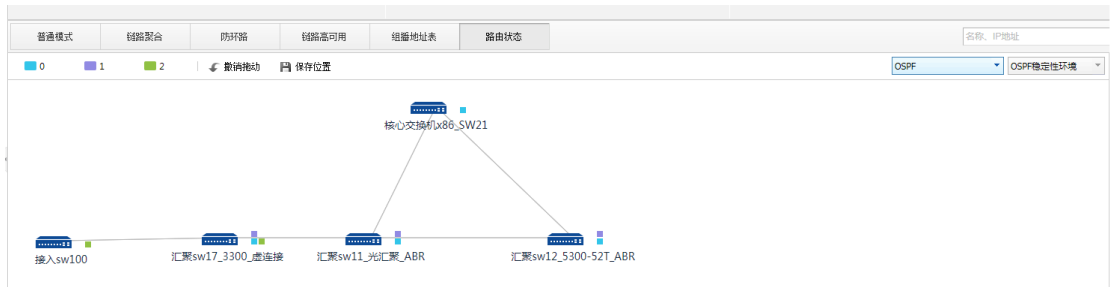 普通模式 链路聚合 防环路 链路高可用 组播地址表 路由状态 名称、IP地址
0 1 2 撤销拖动 保存位置 OSPF OSPF稳定性环境
核心交换机x86_SW21
接入sw100 汇聚sw17_3300_虚连接 汇聚sw11_光汇聚_ABR 汇聚sw12_5300-52T_ABR